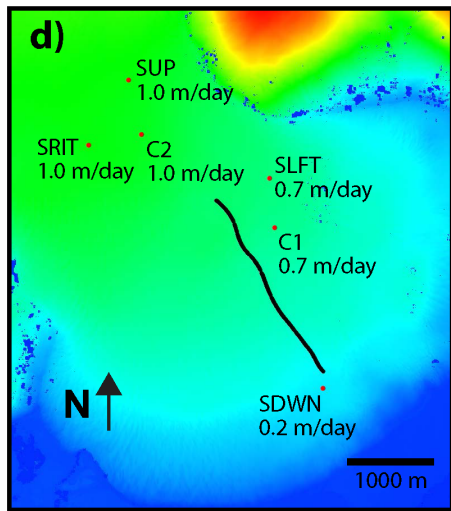 d)
SUP
1.0 m/day
SRIT
1.0 m/day
C2
1.0 m/day
SLFT
0.7 m/day
C1
0.7 m/day
N
SDWN
0.2 m/day
1000 m